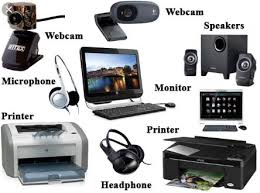 Webcam
Webcam
Speakers
Microphone
Monitor
Printer
Printer
Headphone